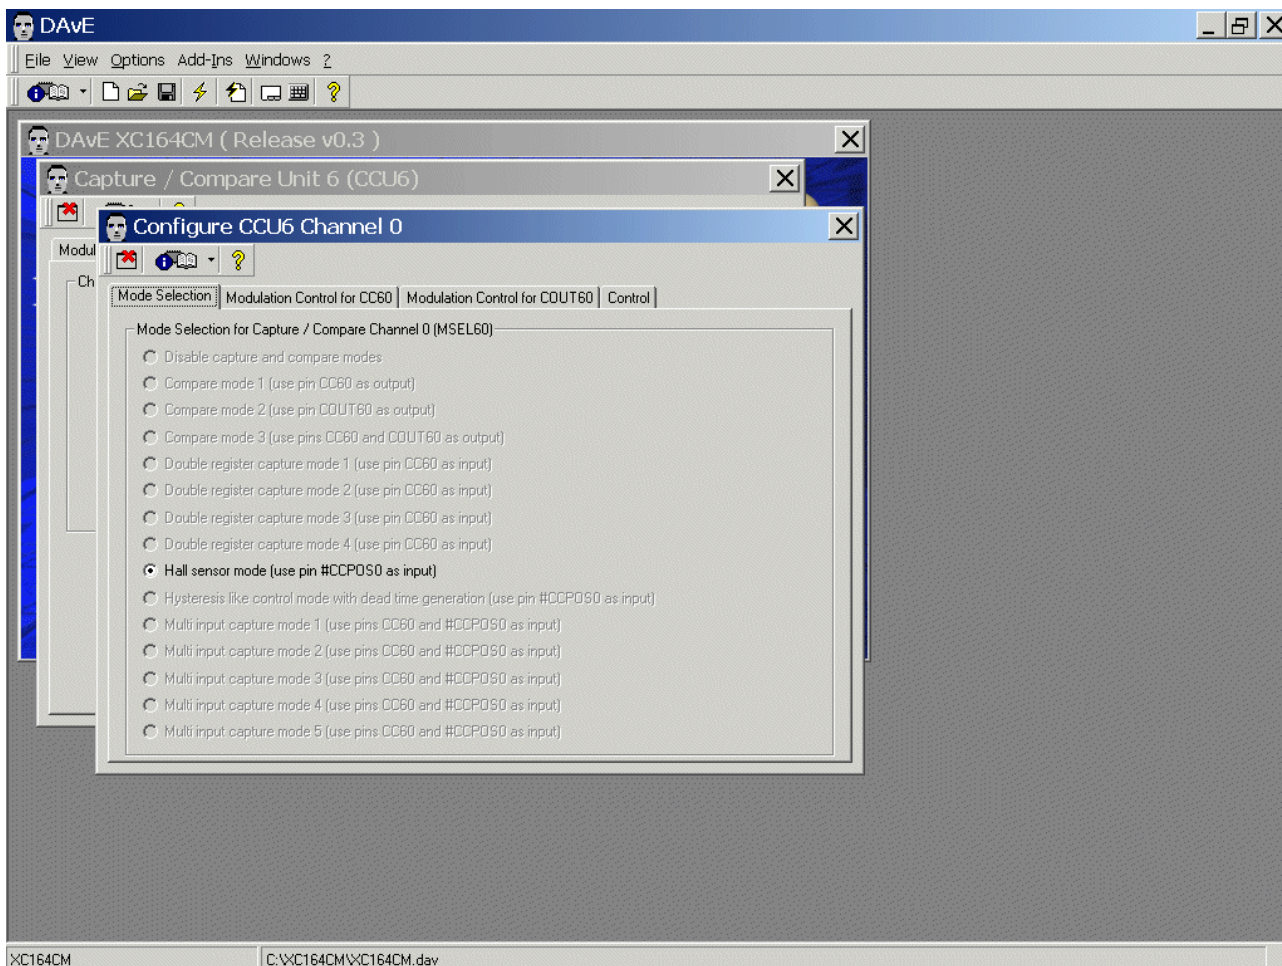 DAvE
File View Options Add-Ins Windows ?
DAvE XC164CM ( Release v0.3 )
Capture / Compare Unit 6 (CCU6)
Configure CCU6 Channel 0
Modul
Ch
Mode Selection Modulation Control for CC60 Modulation Control for COUT60 Control
Mode Selection for Capture / Compare Channel 0 (MSEL60)
Disable capture and compare modes
Compare mode 1 (use pin CC60 as output)
Compare mode 2 (use pin COUT60 as output)
Compare mode 3 (use pins CC60 and COUT60 as output)
Double register capture mode 1 (use pin CC60 as input)
Double register capture mode 2 (use pin CC60 as input)
Double register capture mode 3 (use pin CC60 as input)
Double register capture mode 4 (use pin CC60 as input)
Hall sensor mode (use pin #CCPOS0 as input)
Hysteresis like control mode with dead time generation (use pin #CCPOS0 as input)
Multi input capture mode 1 (use pins CC60 and #CCPOS0 as input)
Multi input capture mode 2 (use pins CC60 and #CCPOS0 as input)
Multi input capture mode 3 (use pins CC60 and #CCPOS0 as input)
Multi input capture mode 4 (use pins CC60 and #CCPOS0 as input)
Multi input capture mode 5 (use pins CC60 and #CCPOS0 as input)
XC164CM C:\XC164CM\XC164CM.dav